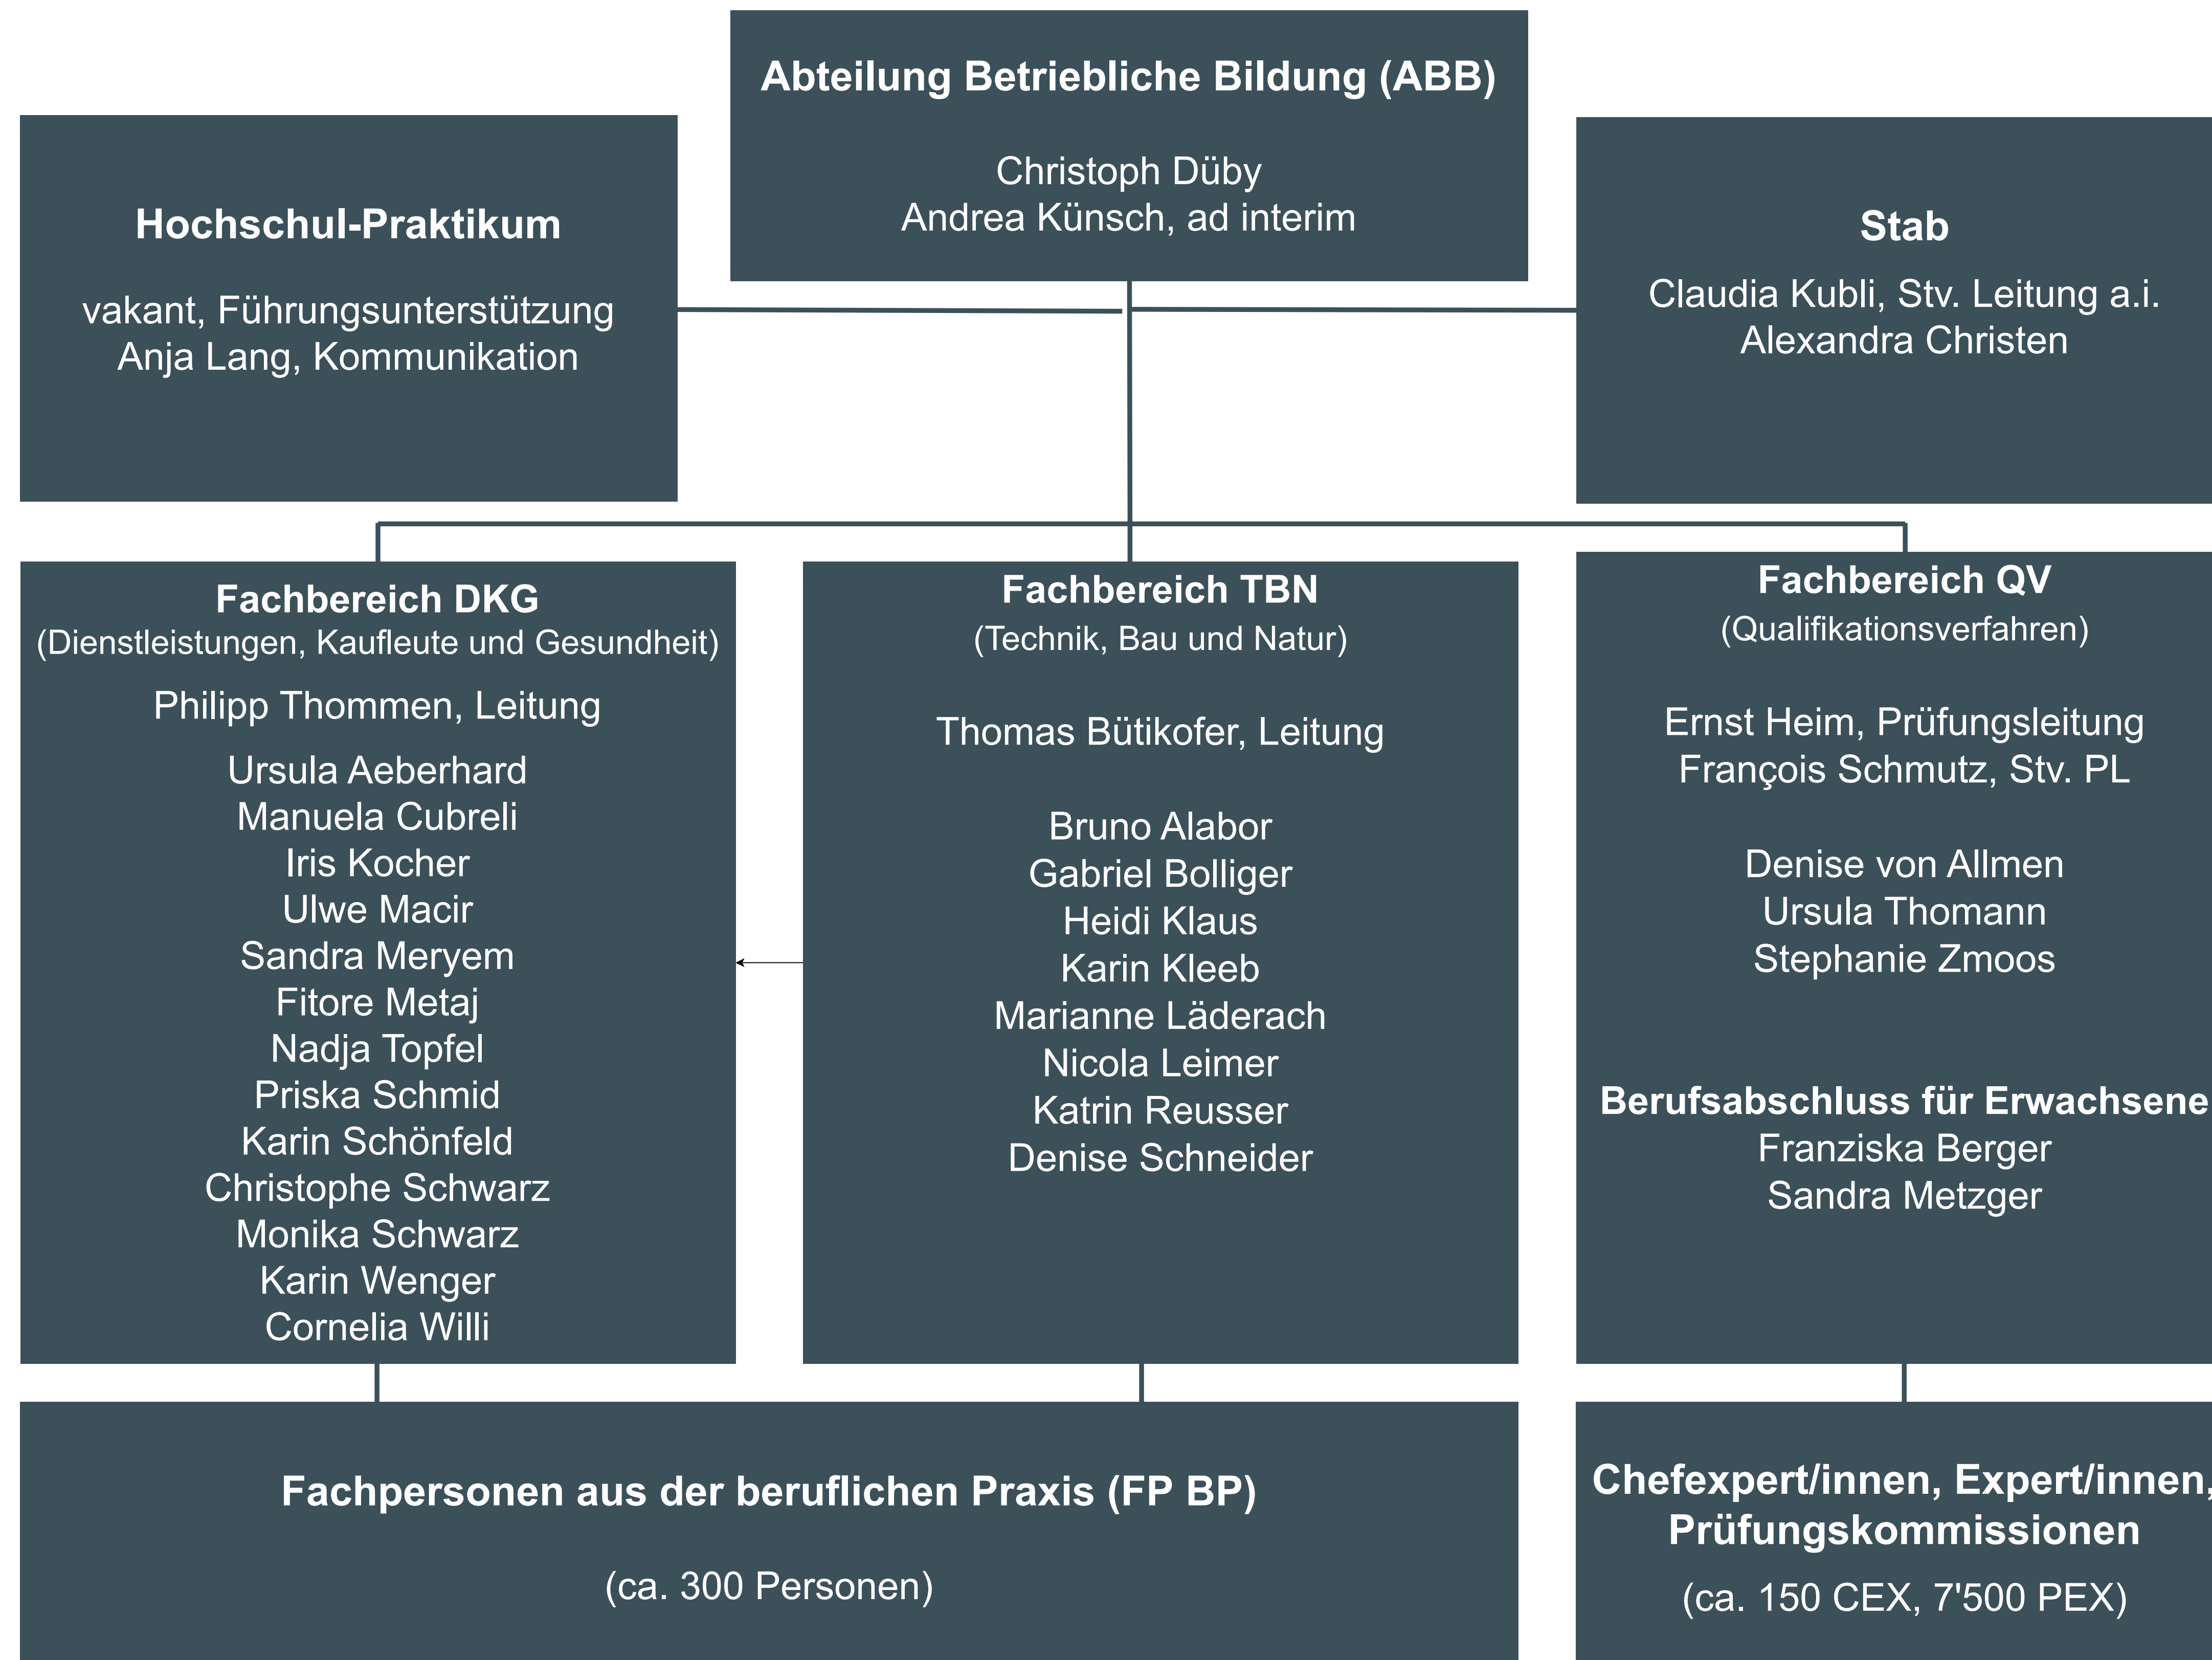 Abteilung Betriebliche Bildung (ABB)
Christoph Düby
Andrea Künsch, ad interim
Hochschul-Praktikum
vakant, Führungsunterstützung
Anja Lang, Kommunikation
Stab
Claudia Kubli, Stv. Leitung a.i.
Alexandra Christen
Fachbereich DKG
(Dienstleistungen, Kaufleute und Gesundheit)
Philipp Thommen, Leitung
Ursula Aeberhard
Manuela Cubreli
Iris Kocher
Ulwe Macir
Sandra Meryem
Fitore Metaj
Nadja Topfel
Priska Schmid
Karin Schönfeld
Christophe Schwarz
Monika Schwarz
Karin Wenger
Cornelia Willi
Fachbereich TBN
(Technik, Bau und Natur)
Thomas Bütikofer, Leitung
Bruno Alabor
Gabriel Bolliger
Heidi Klaus
Karin Kleeb
Marianne Läderach
Nicola Leimer
Katrin Reusser
Denise Schneider
Fachbereich QV
(Qualifikationsverfahren)
Ernst Heim, Prüfungsleitung
François Schmutz, Stv. PL
Denise von Allmen
Ursula Thomann
Stephanie Zmoos
Berufsabschluss für Erwachsene
Franziska Berger
Sandra Metzger
Fachpersonen aus der beruflichen Praxis (FP BP)
(ca. 300 Personen)
Chefexpert/innen, Expert/innen,
Prüfungskommissionen
(ca. 150 CEX, 7'500 PEX)